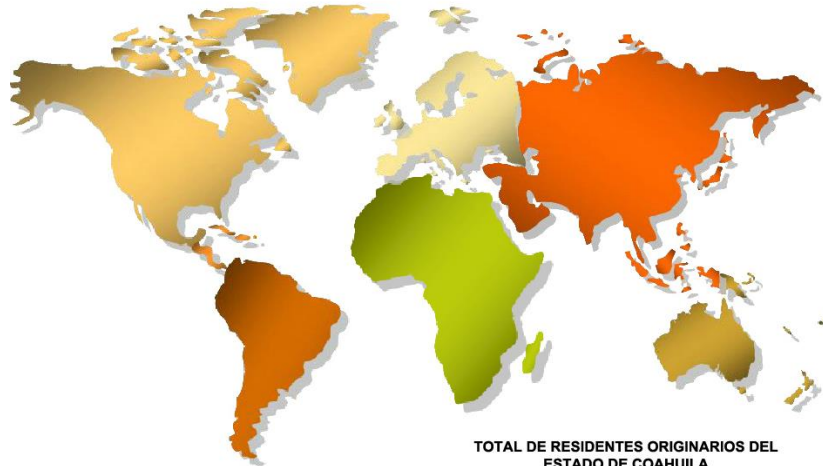 TOTAL DE RESIDENTES ORIGINARIOS DEL
ESTADO DE COAHUILA